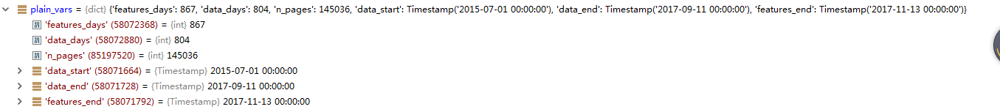 plain_vars = {dict} {'features_days': 867, 'data_days': 804, 'n_pages': 145036, 'data_start': Timestamp('2015-07-01 00:00:00'), 'data_end': Timestamp('2017-09-11 00:00:00'), 'features_end': Timestamp('2017-11-13 00:00:00')}
'features_days' (58072368) = {int} 867
'data_days' (58072880) = {int} 804
'n_pages' (85197520) = {int} 145036
'data_start' (58071664) = {Timestamp} 2015-07-01 00:00:00
'data_end' (58071728) = {Timestamp} 2017-09-11 00:00:00
'features_end' (58071792) = {Timestamp} 2017-11-13 00:00:00